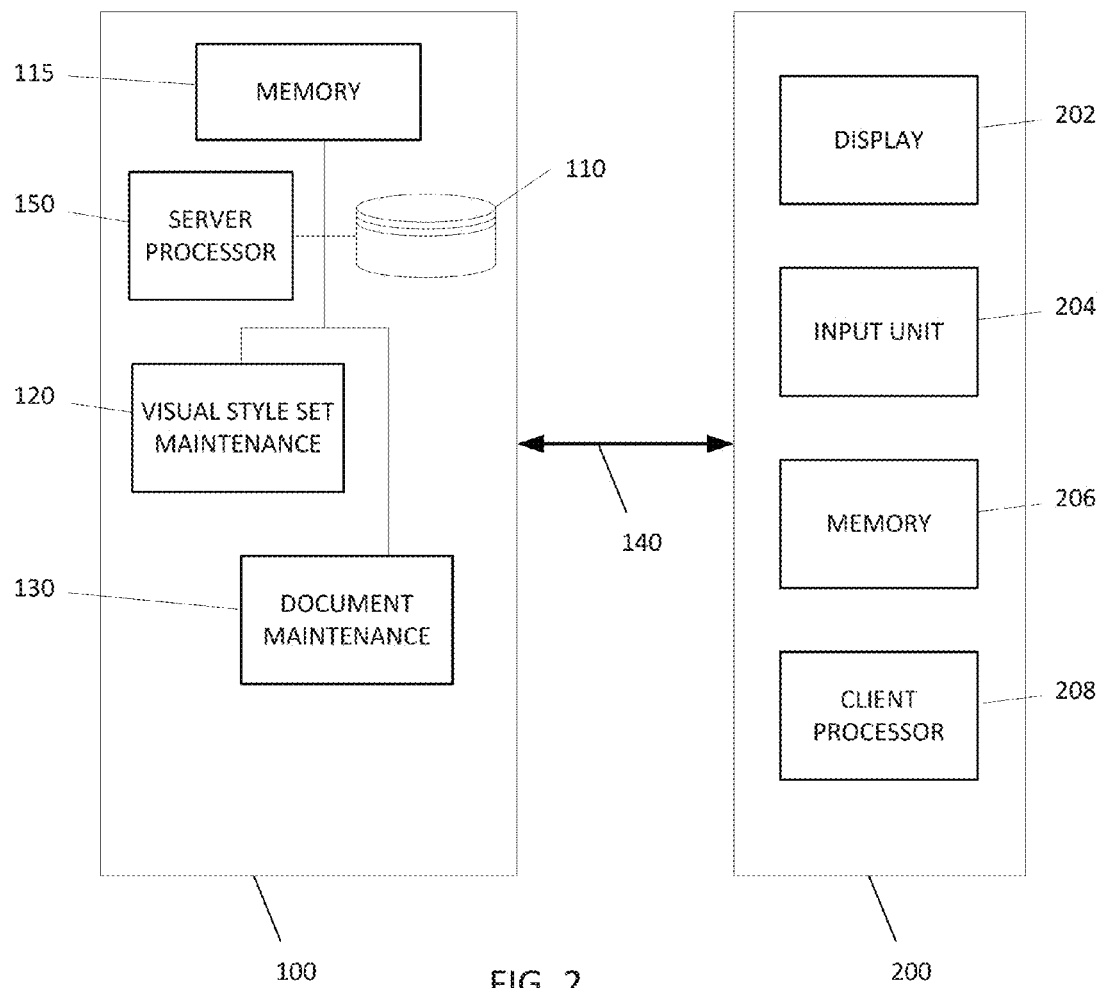 115
MEMORY
110
150
SERVER
PROCESSOR
120
VISUAL STYLE SET
MAINTENANCE
130
DOCUMENT
MAINTENANCE
140
DISPLAY
202
INPUT UNIT
204
MEMORY
206
CLIENT
PROCESSOR
208
100
200
FIG. 2